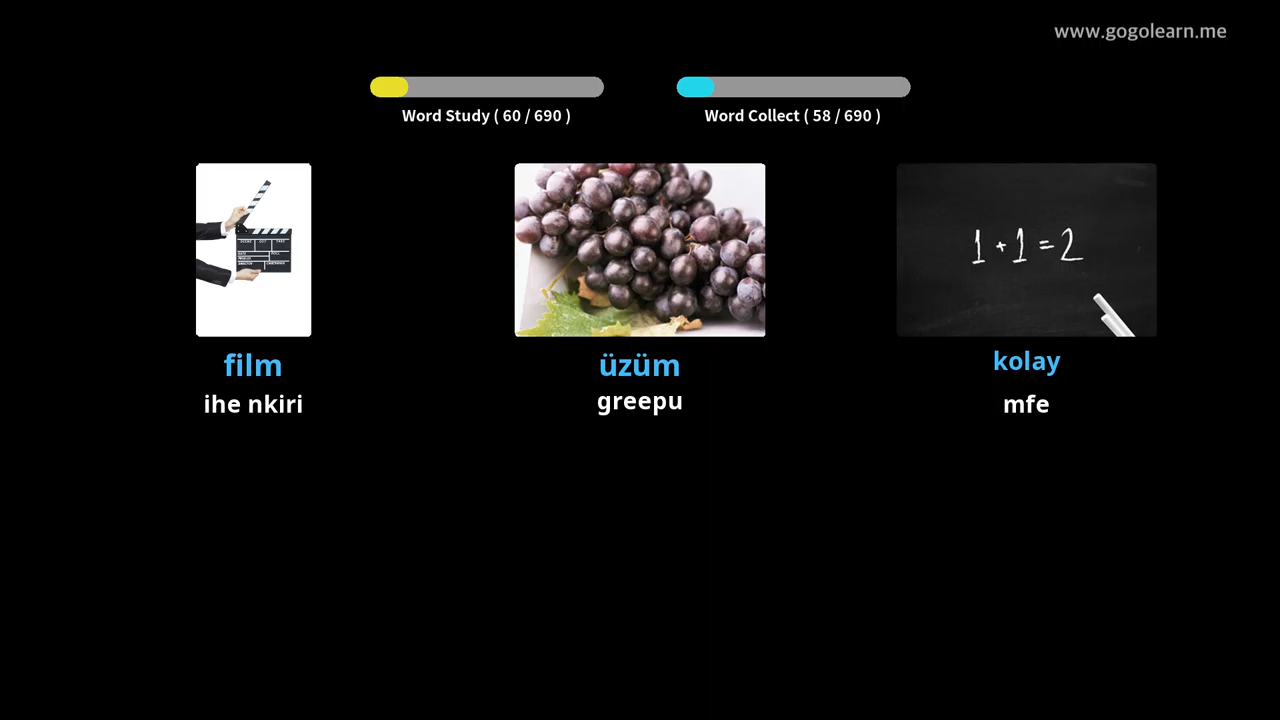 www.gogolearn.me
Word Study ( 60 / 690 )
Word Collect ( 58 / 690 )
1 + 1 = 2
film
üzüm
kolay
ihe nkiri
greepu
mfe